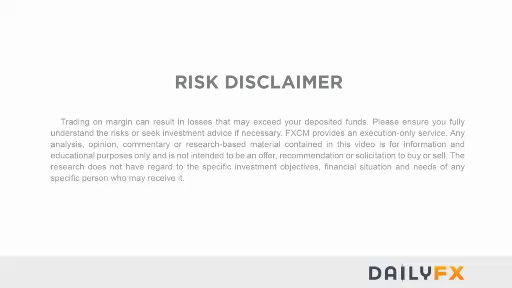 RISK DISCLAIMER
Trading on margin can result in losses that may exceed your deposited funds. Please ensure you fully
understand the risks or seek investment advice if necessary. FXCM provides an execution-only service. Any
analysis, opinion, commentary or research-based material contained in this video is for information and
educational purposes only and is not intended to be an offer, recommendation or solicitation to buy or sell. The
research does not have regard to the specific investment objectives, financial situation and needs of any
specific person who may receive it.
DAILYFX